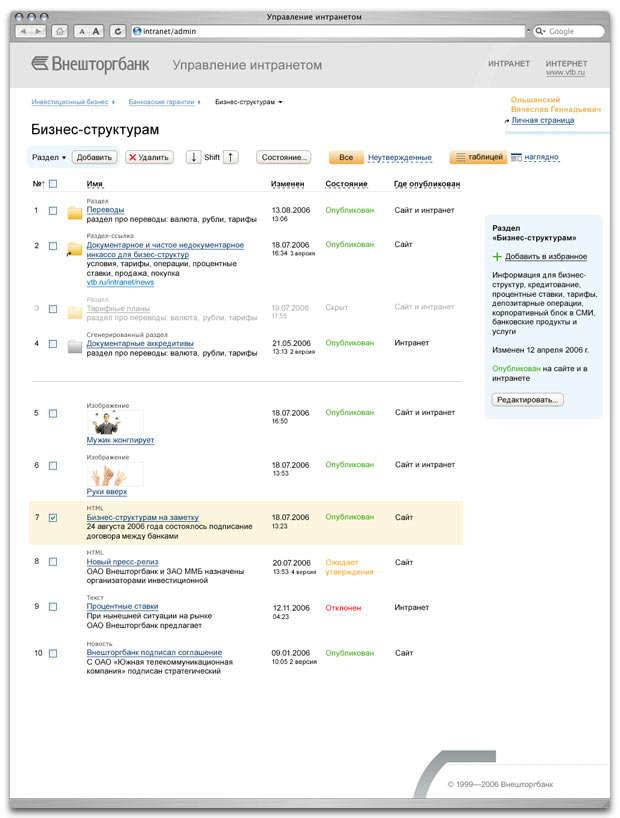 Управление интранетом
A A
intranet/admin
Google
Внешторгбанк
Управление интранетом
ИНТРАНЕТ
ИНТЕРНЕТ
www.vtb.ru
Инвестиционный бизнес
Банковские гарантии
Бизнес-структурам
Ольшанский
Вячеслав Геннадьевич
Личная страница
Бизнес-структурам
Раздел
Добавить
Удалить
↓ Shift ↑
Состояние...
Все
Неутвержденные
таблицей
наглядно
№↑ Имя Изменен Состояние Где опубликован
Раздел
1 Переводы 13.08.2006 Опубликован Сайт и интранет
раздел про переводы: валюта, рубли, тарифы 13:06
Раздел-ссылка
2 Документарное и чистое недокументарное 18.07.2006 Опубликован Сайт
инкассо для бизес-структур 16:34 3 версия
условия, тарифы, операции, процентные
ставки, продажа, покупка
vtb.ru/intranet/news
Раздел
3 Тарифные планы 19.07.2006 Скрыт Сайт и интранет
раздел про переводы: валюта, рубли, тарифы 17:55
Сгенерированный раздел
4 Документарные аккредитивы 21.05.2006 Опубликован Интранет
раздел про переводы: валюта, рубли, тарифы 13:13 2 версия
Изображение
5 18.07.2006 Опубликован Сайт и интранет
16:50
Мужик жонглирует
Изображение
6 18.07.2006 Опубликован Сайт и интранет
13:53
Рухи вверх
HTML
7 Бизнес-структурам на заметку 18.07.2006 Опубликован Сайт
24 августа 2006 года состоялось подписание 13:23
договора между банками
HTML
8 Новый пресс-релиз 20.07.2006 Ожидает Сайт
ОАО Внешторгбанк и ЗАО ММБ назначены 13:53 4 версия утверждения
организаторами инвестиционной
Текст
9 Процентные ставки 12.11.2006 Отклонен Интранет
При нынешней ситуации на рынке 04:23
ОАО Внешторгбанк предлагает
Новость
10 Внешторгбанк подписал соглашение 09.01.2006 Опубликован Сайт
С ОАО «Южная телекоммуникационная 10:05 2 версия
компания» подписан стратегический
Раздел
«Бизнес-структурам»
Добавить в избранное
Информация для бизнес-
структур, кредитование,
процентные ставки, тарифы,
депозитарные операции,
корпоративный блок в СМИ,
банковские продукты и
услуги
Изменен 12 апреля 2006 г.
Опубликован на сайте и в
интранете
Редактировать...
© 1999—2006 Внешторгбанк